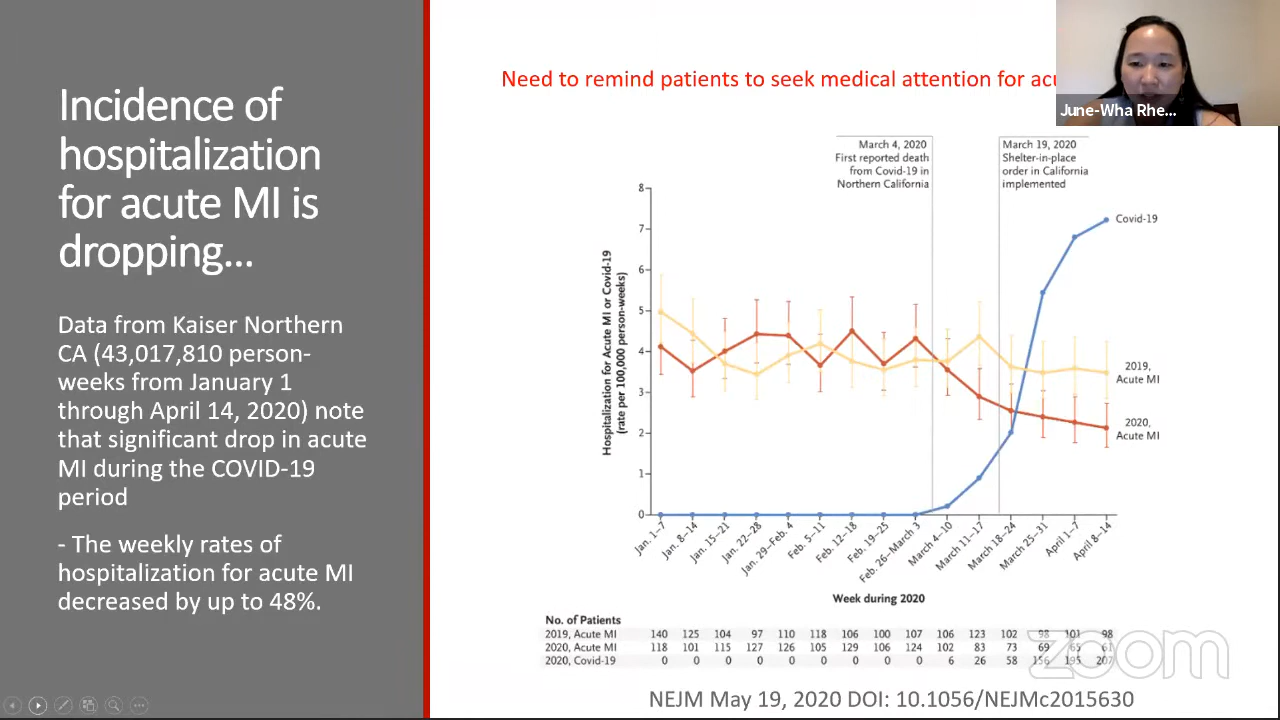 Incidence of
hospitalization
for acute MI is
dropping...
Data from Kaiser Northern
CA (43,017,810 person-
weeks from January 1
through April 14, 2020) note
that significant drop in acute
MI during the COVID-19
period
- The weekly rates of
hospitalization for acute MI
decreased by up to 48%.
Need to remind patients to seek medical attention for
June-Wha Rhe...
March 4, 2020
First reported death
from Covid-19 in
Northern California
March 19, 2020
Shelter-in-place
order in California
implemented
Hospitalization for Acute MI or Covid-19
(rate per 100,000 person-weeks)
8
7
6
5
4
3
2
1
0
Covid-19
2019,
Acute MI
2020,
Acute MI
Jan. 1–7
Jan. 8–14
Jan. 15–21
Jan. 22–28
Jan. 29–Feb. 4
Feb. 5–11
Feb. 12–18
Feb. 19–25
Feb. 26–March 3
March 4–10
March 11–17
March 18–24
March 25–31
April 1–7
April 8–14
Week during 2020
No. of Patients
2019, Acute MI 140 125 104 97 110 118 106 100 107 106 123 102 98 101 98
2020, Acute MI 118 101 115 127 126 105 129 106 124 102 83 73 69 65 61
2020, Covid-19 0 0 0 0 0 0 0 0 0 6 26 58 156 195 207
zoom
NEJM May 19, 2020 DOI: 10.1056/NEJMc2015630